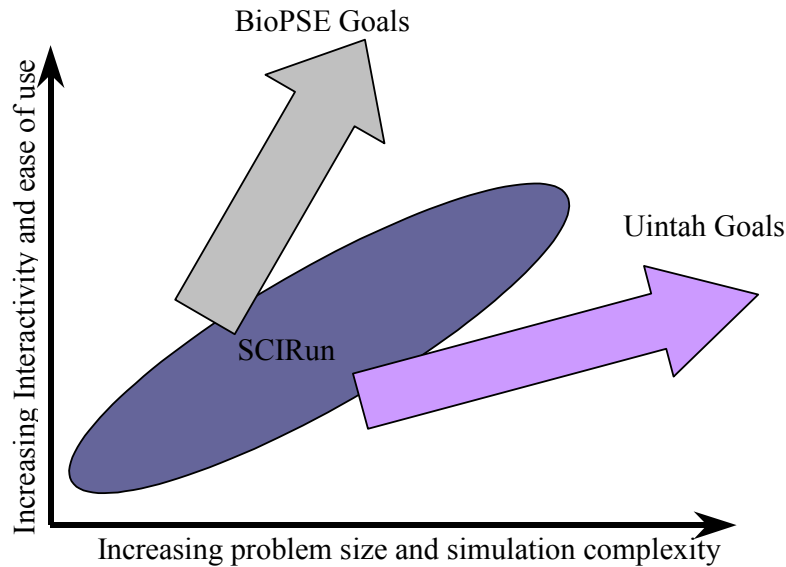 BioPSE Goals
Increasing Interactivity and ease of use
Uintah Goals
SCIRun
Increasing problem size and simulation complexity